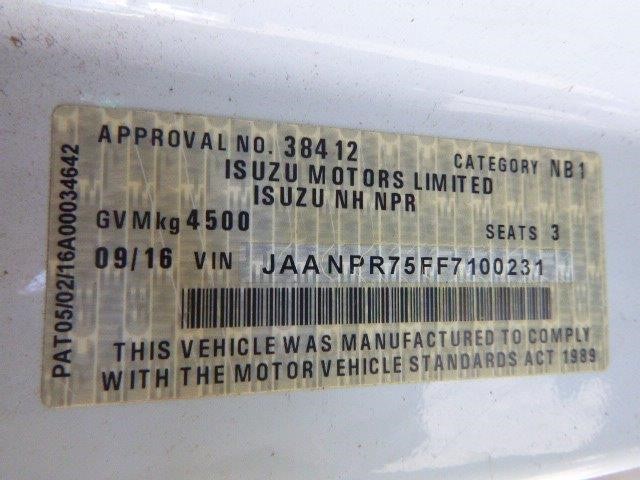 APPROVAL NO. 38412 CATEGORY NB1
ISUZU MOTORS LIMITED
ISUZU NH NPR
GVMkg 4500 SEATS 3
09/16 VIN JAANPR75FF7100231
THIS VEHICLE WAS MANUFACTURED TO COMPLY
WITH THE MOTOR VEHICLE STANDARDS ACT 1989
PAT05/02/16A00034642